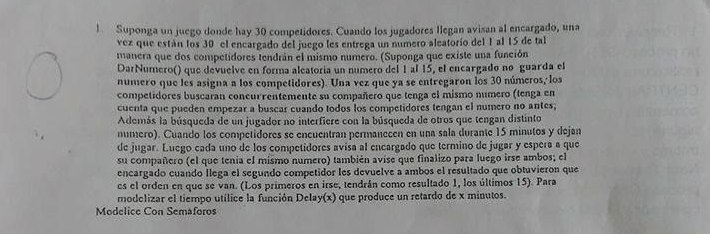 1 Suponga un juego donde hay 30 competidores. Cuando los jugadores llegan avisan al encargado, una
vez que están los 30 el encargado del juego les entrega un numero aleatorio del 1 al 15 de tal
manera que dos competidores tendrán el mismo numero. (Suponga que existe una función
DarNumero() que devuelve en forma aleatoria un numero del 1 al 15, el encargado no guarda el
numero que les asigna a los competidores). Una vez que ya se entregaron los 30 números, los
competidores buscaran concurrentemente su compañero que tenga el mismo numero (tenga en
cuenta que pueden empezar a buscar cuando todos los competidores tengan el numero no antes;
Además la búsqueda de un jugador no interfiere con la búsqueda de otros que tengan distinto
numero). Cuando los competidores se encuentran permanecen en una sala durante 15 minutos y dejan
de jugar. Luego cada uno de los competidores avisa al encargado que termino de jugar y espera a que
su compañero (el que tenia el mismo numero) también avise que finalizo para luego irse ambos; el
encargado cuando llega el segundo competidor les devuelve a ambos el resultado que obtuvieron que
es el orden en que se van. (Los primeros en irse, tendrán como resultado 1, los últimos 15). Para
modelizar el tiempo utilice la función Delay(x) que produce un retardo de x minutos.
Modelice Con Semáforos